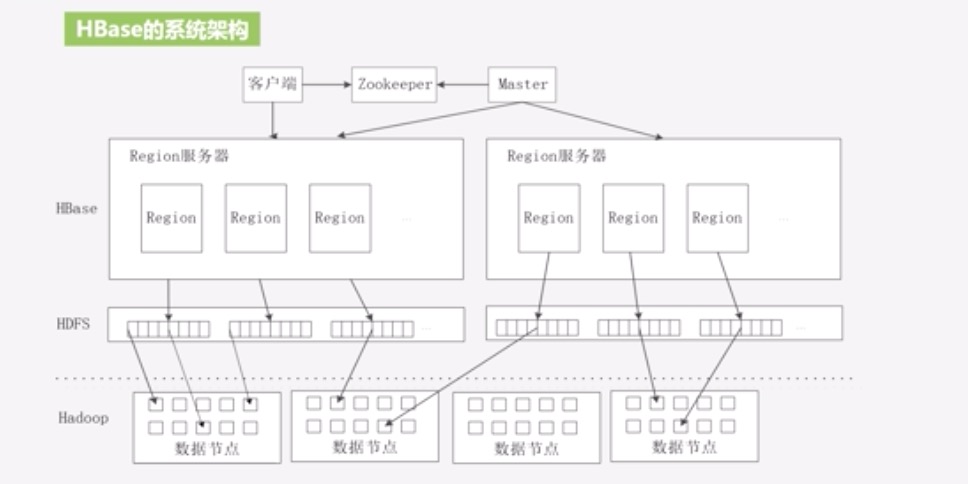 HBase的系统架构
客户端
Zookeeper
Master
Region服务器
Region服务器
HBase
Region
Region
Region
...
Region
Region
Region
...
HDFS
...
...
Hadoop
数据节点
数据节点
数据节点
数据节点